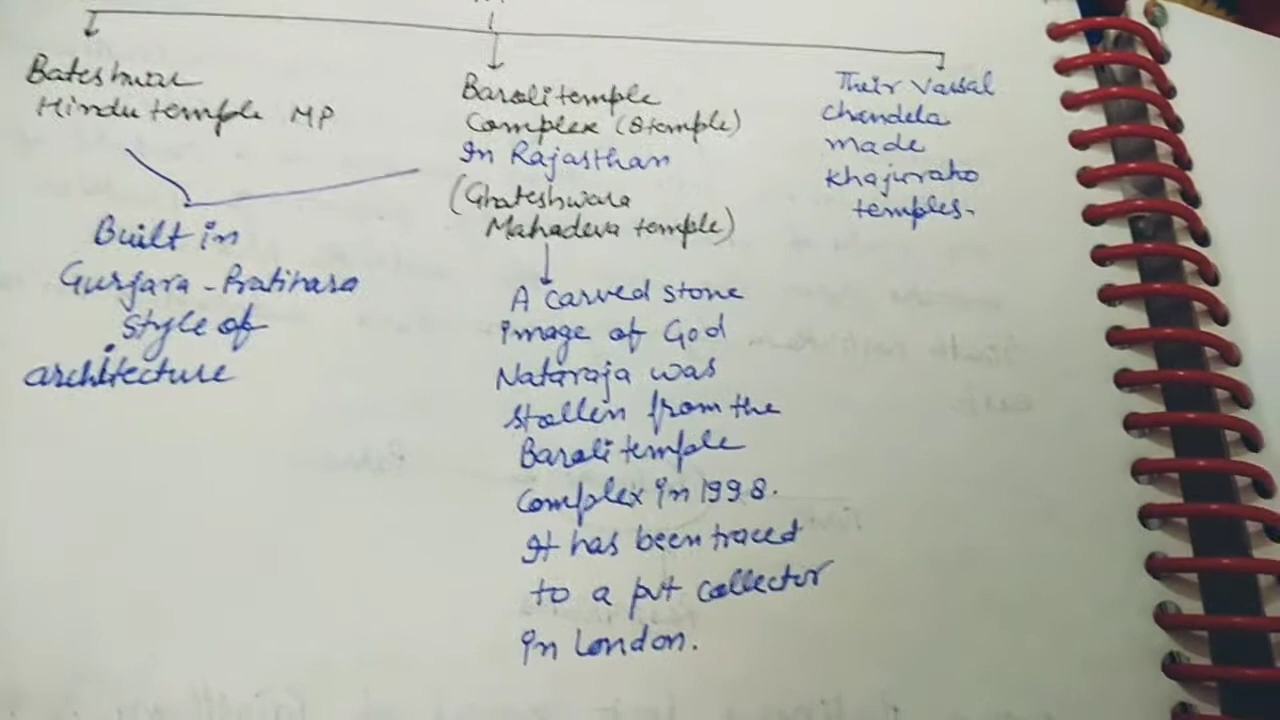 Bateshwar
Hindu temple MP
Built in
Gurjara - Pratihara
style of
architecture
Baroli temple
Complex (8temple)
In Rajasthan
(Ghateshwara
Mahadeva temple)
A carved stone
image of God
Nataraja was
stollen from the
Baroli temple
Complex in 1998.
It has been traced
to a pvt collector
in London.
Their Vassal
Chandela
made
Khajuraho
temples.